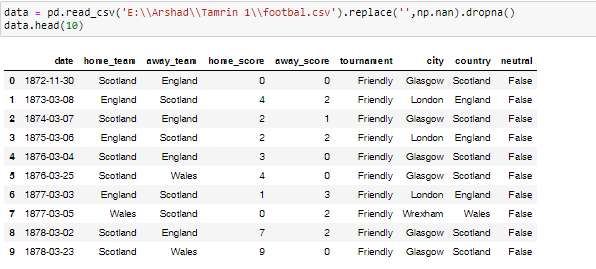 data = pd.read_csv('E:\\Arshad\\Tamrin 1\\footbal.csv').replace('',np.nan).dropna()
data.head(10)
date home_team away_team home_score away_score tournament city country neutral
0 1872-11-30 Scotland England 0 0 Friendly Glasgow Scotland False
1 1873-03-08 England Scotland 4 2 Friendly London England False
2 1874-03-07 Scotland England 2 1 Friendly Glasgow Scotland False
3 1875-03-06 England Scotland 2 2 Friendly London England False
4 1876-03-04 Scotland England 3 0 Friendly Glasgow Scotland False
5 1876-03-25 Scotland Wales 4 0 Friendly Glasgow Scotland False
6 1877-03-03 England Scotland 1 3 Friendly London England False
7 1877-03-05 Wales Scotland 0 2 Friendly Wrexham Wales False
8 1878-03-02 Scotland England 7 2 Friendly Glasgow Scotland False
9 1878-03-23 Scotland Wales 9 0 Friendly Glasgow Scotland False